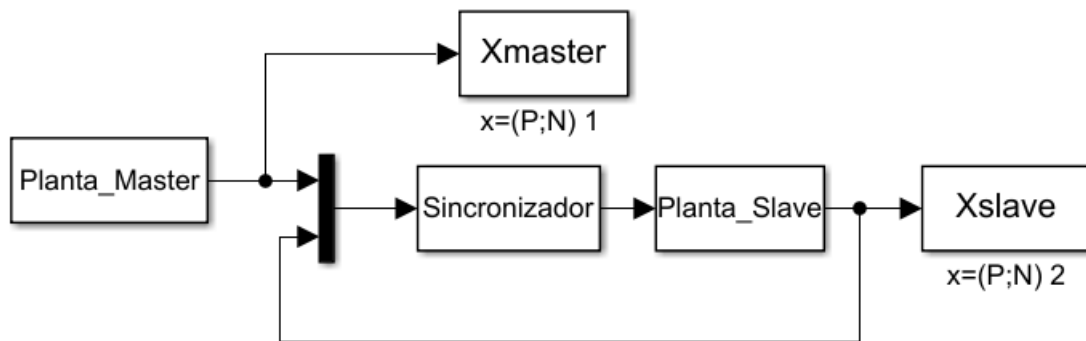 Xmaster
x=(P;N) 1
Planta_Master
Sincronizador
Planta_Slave
Xslave
x=(P;N) 2